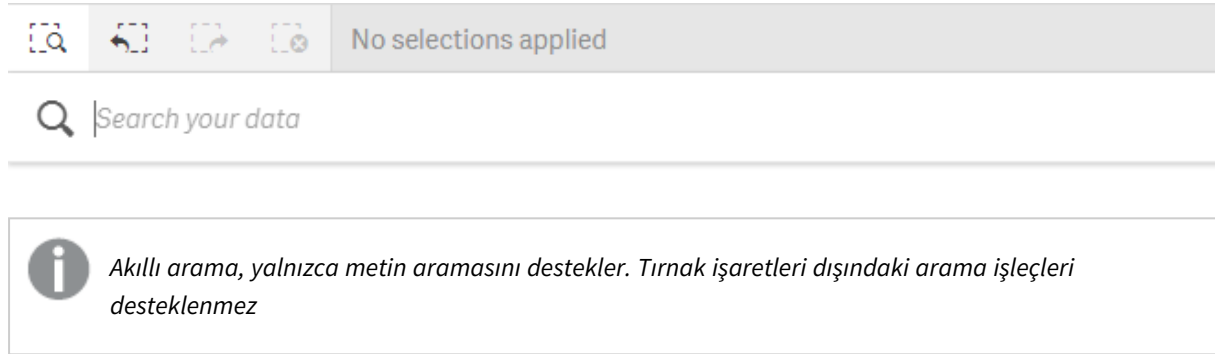 No selections applied
Search your data
Akıllı arama, yalnızca metin aramasını destekler. Tırnak işaretleri dışındaki arama işleçleri
desteklenmez